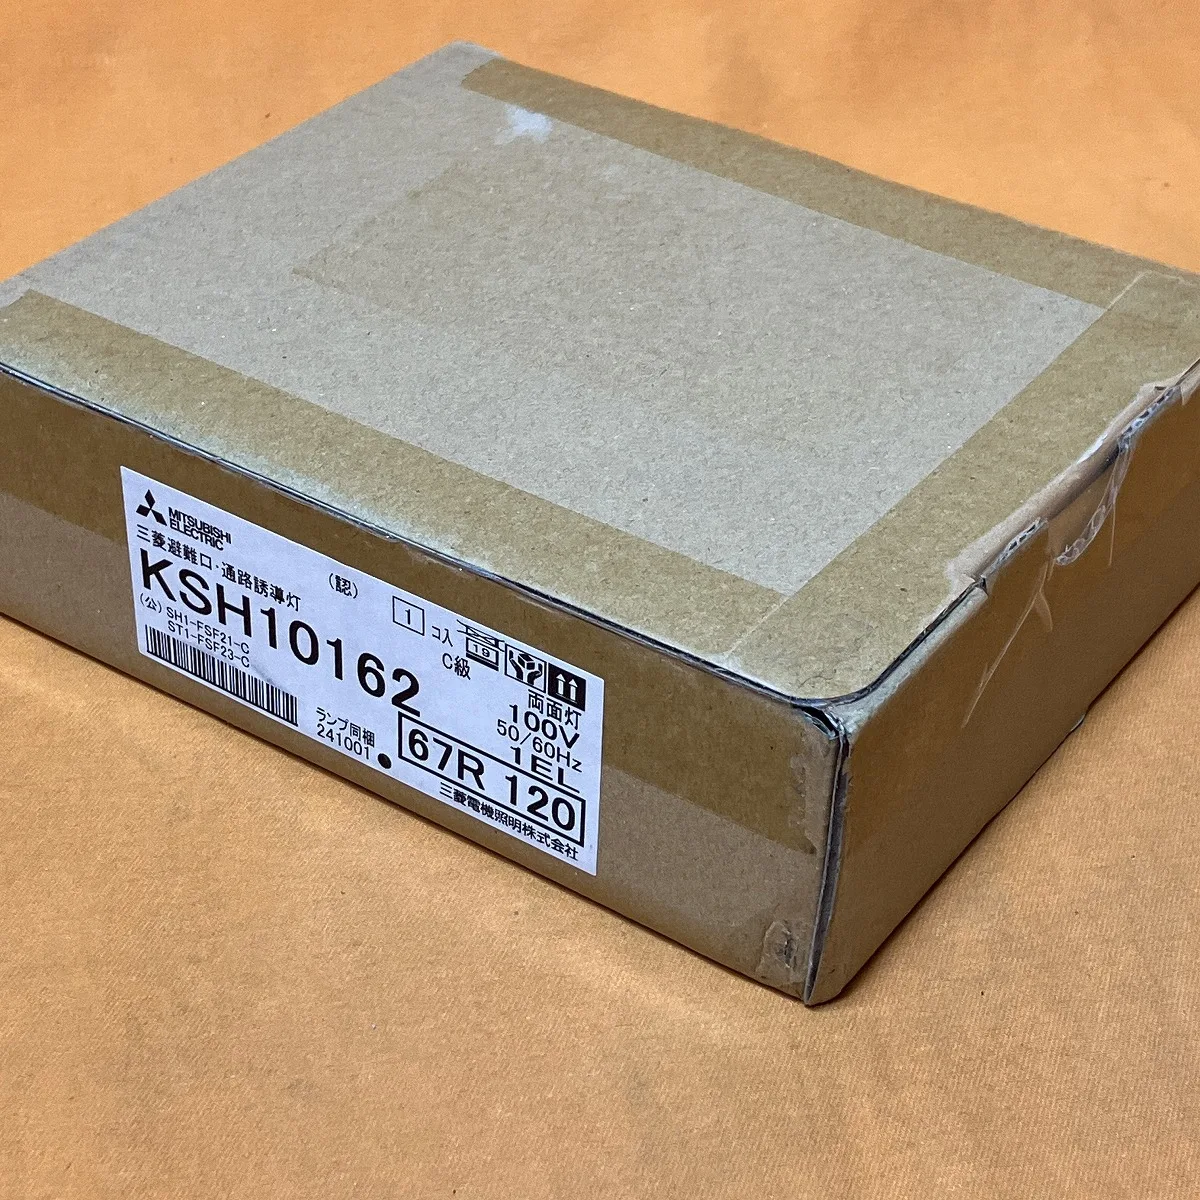 MITSUBISHI
ELECTRIC
三菱避難口・通路誘導灯
(認)
1 コ入
19
KSH10162
C級
(公) SH1-FSF21-C
ST1-FSF23-C
両面灯
100V
50/60Hz
1EL
ランプ同梱
241001
67R 120
三菱電機照明株式会社